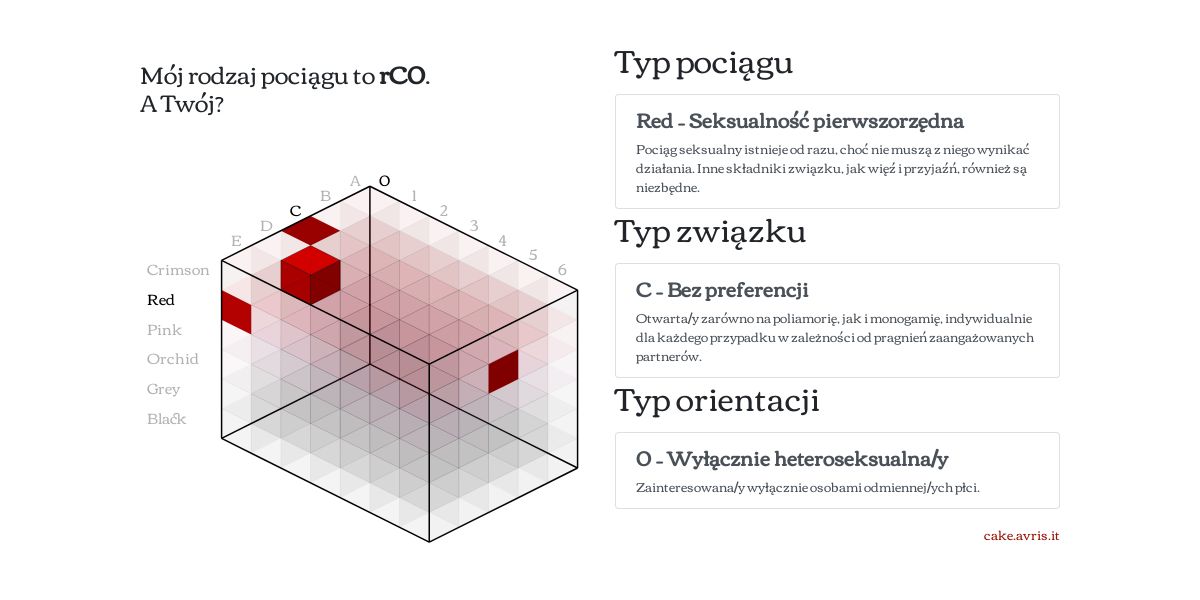 Mój rodzaj pociągu to rC0.
A Twój?
A 0
B 1
C 2
D 3
E 4
5
6
Crimson
Red
Pink
Orchid
Grey
Black
Typ pociągu
Red - Seksualność pierwszorzędna
Pociąg seksualny istnieje od razu, choć nie muszą z niego wynikać
działania. Inne składniki związku, jak więź i przyjaźń, również są
niezbędne.
Typ związku
C - Bez preferencji
Otwarta/y zarówno na poliamorię, jak i monogamię, indywidualnie
dla każdego przypadku w zależności od pragnień zaangażowanych
partnerów.
Typ orientacji
0 - Wyłącznie heteroseksualna/y
Zainteresowana/y wyłącznie osobami odmiennej/ych płci.
cake.avris.it